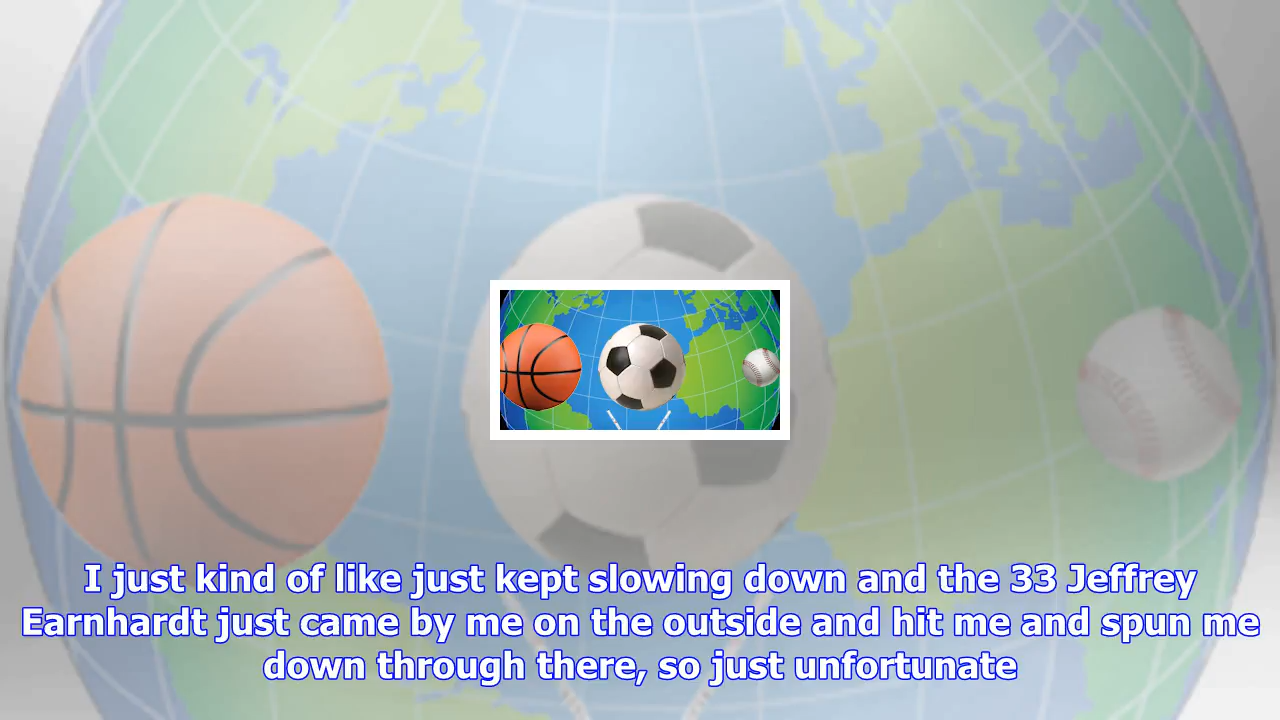 I just kind of like just kept slowing down and the 33 Jeffrey
Earnhardt just came by me on the outside and hit me and spun me
down through there, so just unfortunate